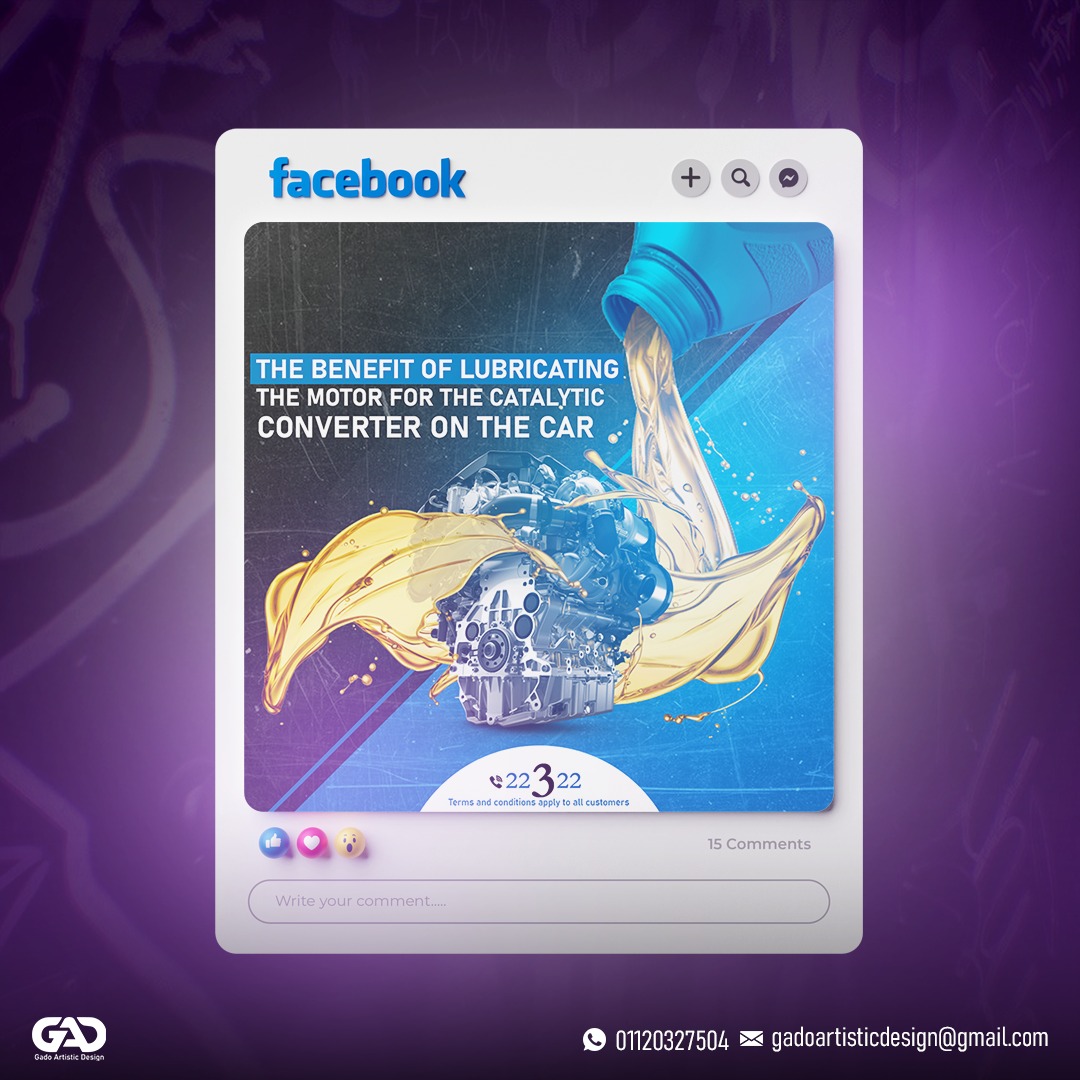 facebook
THE BENEFIT OF LUBRICATING
THE MOTOR FOR THE CATALYTIC
CONVERTER ON THE CAR
22322
Terms and conditions apply to all customers
15 Comments
Write your comment.....
GAD
Gado Artistic Design
01120327504 gadoartisticdesign@gmail.com